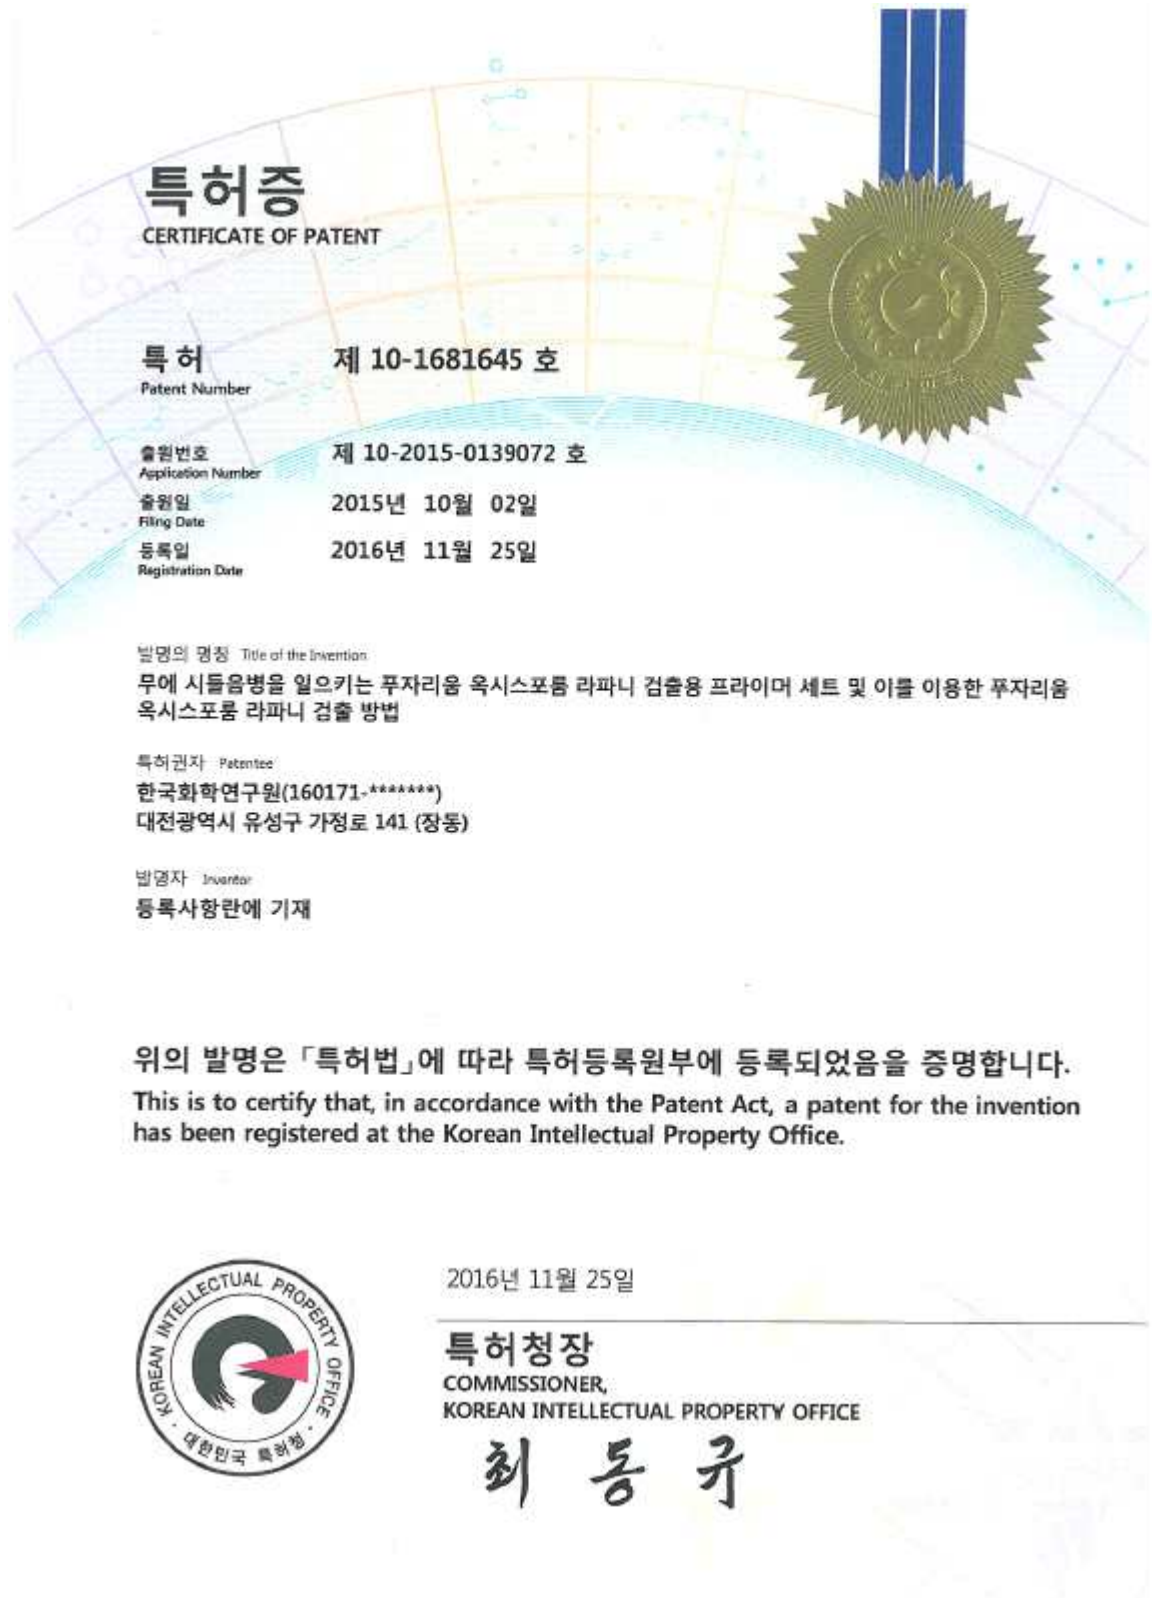 특허증
CERTIFICATE OF PATENT
특 허 제 10-1681645 호
Patent Number
출원번호 제 10-2015-0139072 호
Application Number
출원일 2015년 10월 02일
Filing Date
등록일 2016년 11월 25일
Registration Date
발명의 명칭 Title of the Invention
무에 시들음병을 일으키는 푸자리움 옥시스포룸 라파니 검출용 프라이머 세트 및 이를 이용한 푸자리움
옥시스포룸 라파니 검출 방법
특허권자 Patentee
한국화학연구원(160171-*******)
대전광역시 유성구 가정로 141 (장동)
발명자 Inventor
등록사항란에 기재
위의 발명은 「특허법」에 따라 특허등록원부에 등록되었음을 증명합니다.
This is to certify that, in accordance with the Patent Act, a patent for the invention
has been registered at the Korean Intellectual Property Office.
2016년 11월 25일
특허청장
COMMISSIONER,
KOREAN INTELLECTUAL PROPERTY OFFICE
최 동 규
KOREAN INTELLECTUAL PROPERTY OFFICE
대한민국 특허청